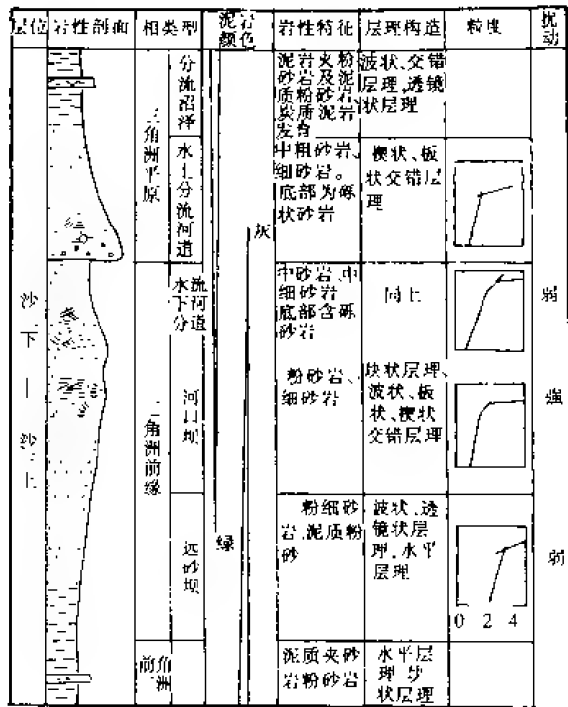 层位 岩性剖面 相类型 泥岩颜色 岩性特征 层理构造 粒度 扰动
沙下—沙上
三角洲平原
分流沼泽
泥岩夹粉
砂岩及泥
质粉砂岩、
炭质泥岩
发育
波状、交错
层理,透镜
状层理
水上分流河道
中粗砂岩、
细砂岩。
底部为砾
状砂岩
楔状、板
状交错层
理
灰
三角洲前缘
水下分流河道
中砂岩、中
细砂岩
底部含砾
砂岩
同上
弱
河口坝
粉砂岩、
细砂岩
块状层理、
波状、板
状、楔状
交错层理
强
绿
远砂坝
粉细砂
岩、泥质粉
砂
波状、透
镜状层
理、水平
层理
弱
0 2 4
前三角洲
泥质夹砂
岩粉砂岩
水平层
理
状层理